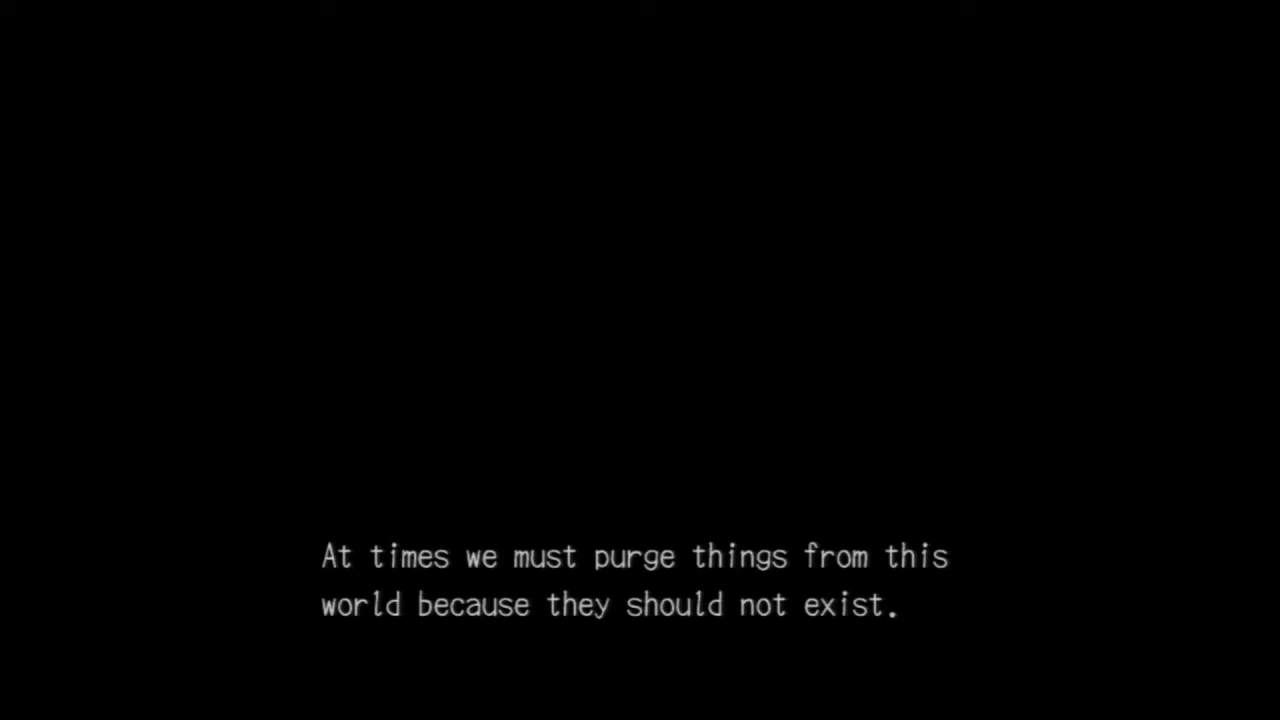 At times we must purge things from this
world because they should not exist.